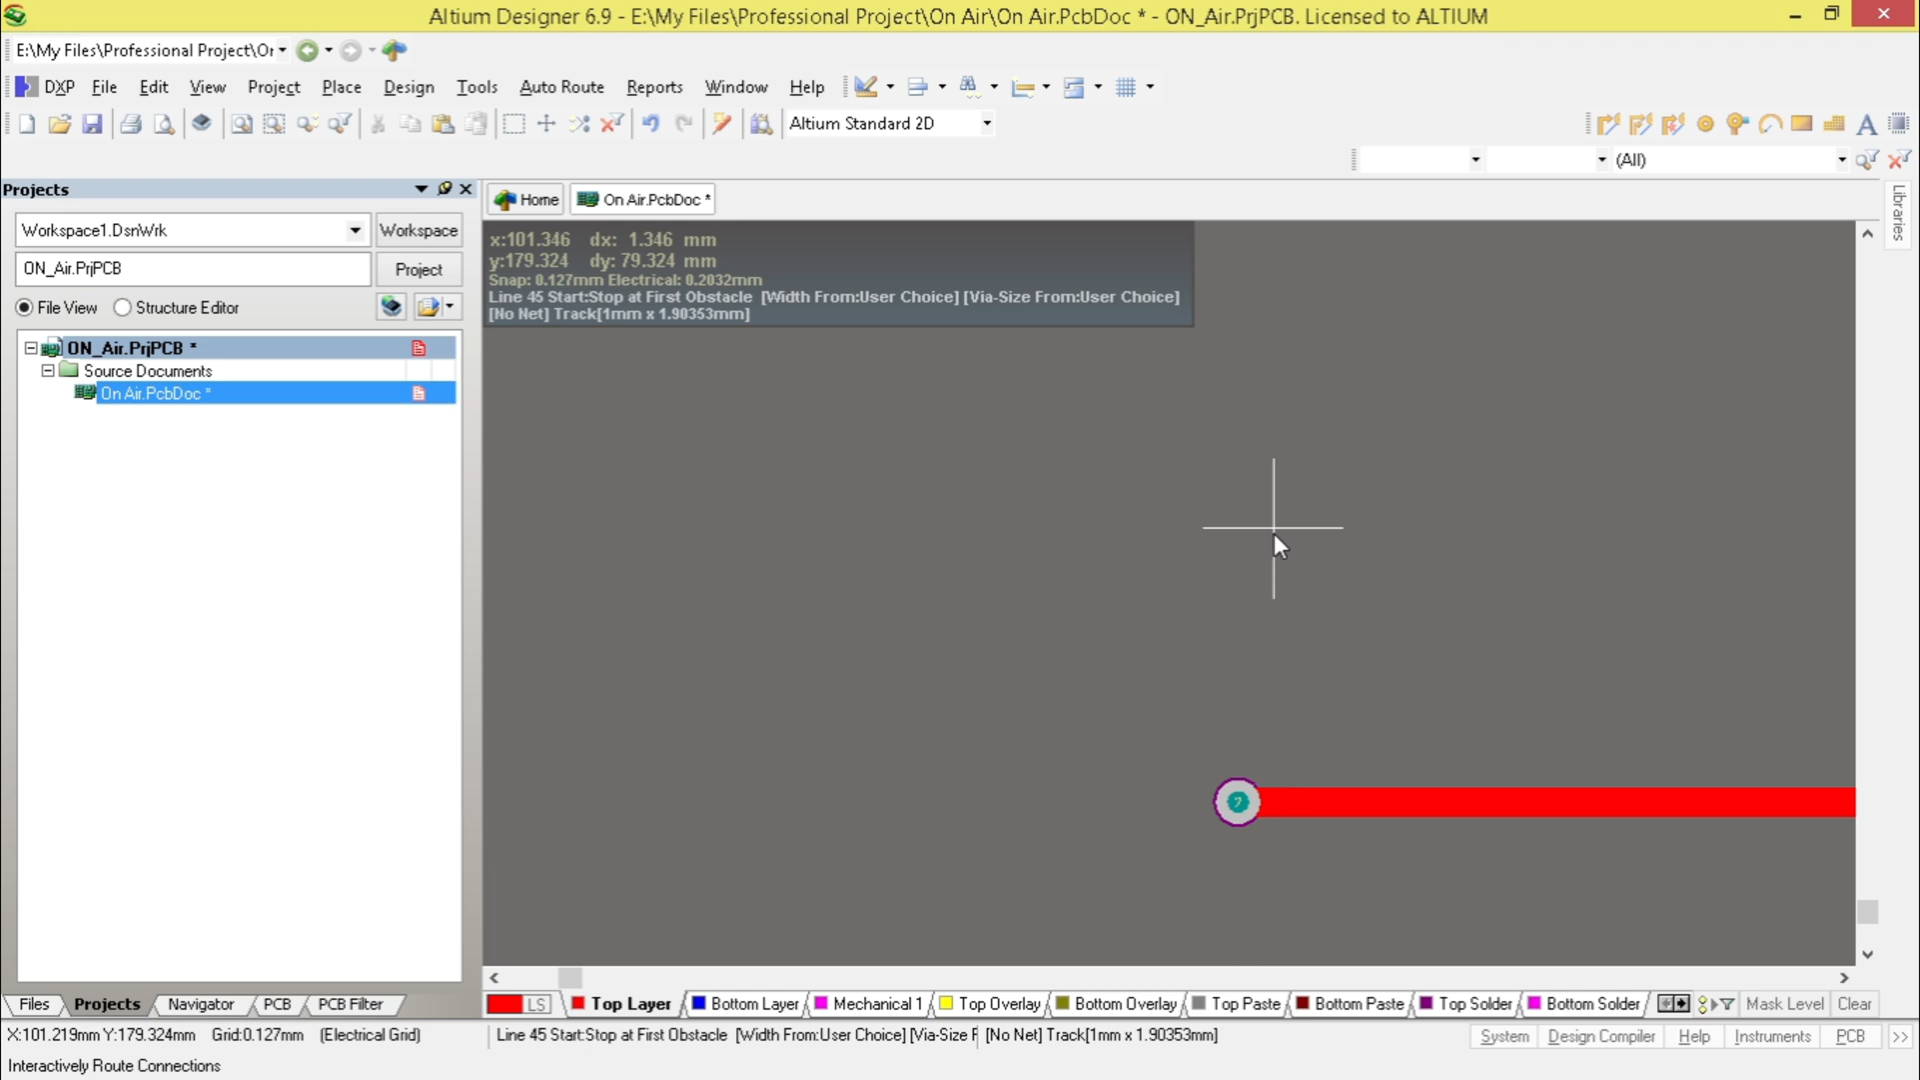 Altium Designer 6.9 - E:\My Files\Professional Project\On Air\On Air.PcbDoc * - ON_Air.PrjPCB. Licensed to ALTIUM
E:\My Files\Professional Project\Or
DXP File Edit View Project Place Design Tools Auto Route Reports Window Help
Altium Standard 2D
A
(All)
Projects
Home On Air.PcbDoc *
Libraries
Workspace1.DsnWrk Workspace
ON_Air.PrjPCB Project
File View Structure Editor
ON_Air.PrjPCB *
Source Documents
On Air.PcbDoc *
x:101.346 dx: 1.346 mm
y:179.324 dy: 79.324 mm
Snap: 0.127mm Electrical: 0.2032mm
Line 45 Start:Stop at First Obstacle [Width From:User Choice] [Via-Size From:User Choice]
[No Net] Track[1mm x 1.90353mm]
Files Projects Navigator PCB PCB Filter
LS Top Layer Bottom Layer Mechanical 1 Top Overlay Bottom Overlay Top Paste Bottom Paste Top Solder Bottom Solder Mask Level Clear
X:101.219mm Y:179.324mm Grid:0.127mm (Electrical Grid) Line 45 Start:Stop at First Obstacle [Width From:User Choice] [Via-Size F [No Net] Track[1mm x 1.90353mm] System Design Compiler Help Instruments PCB >>
Interactively Route Connections